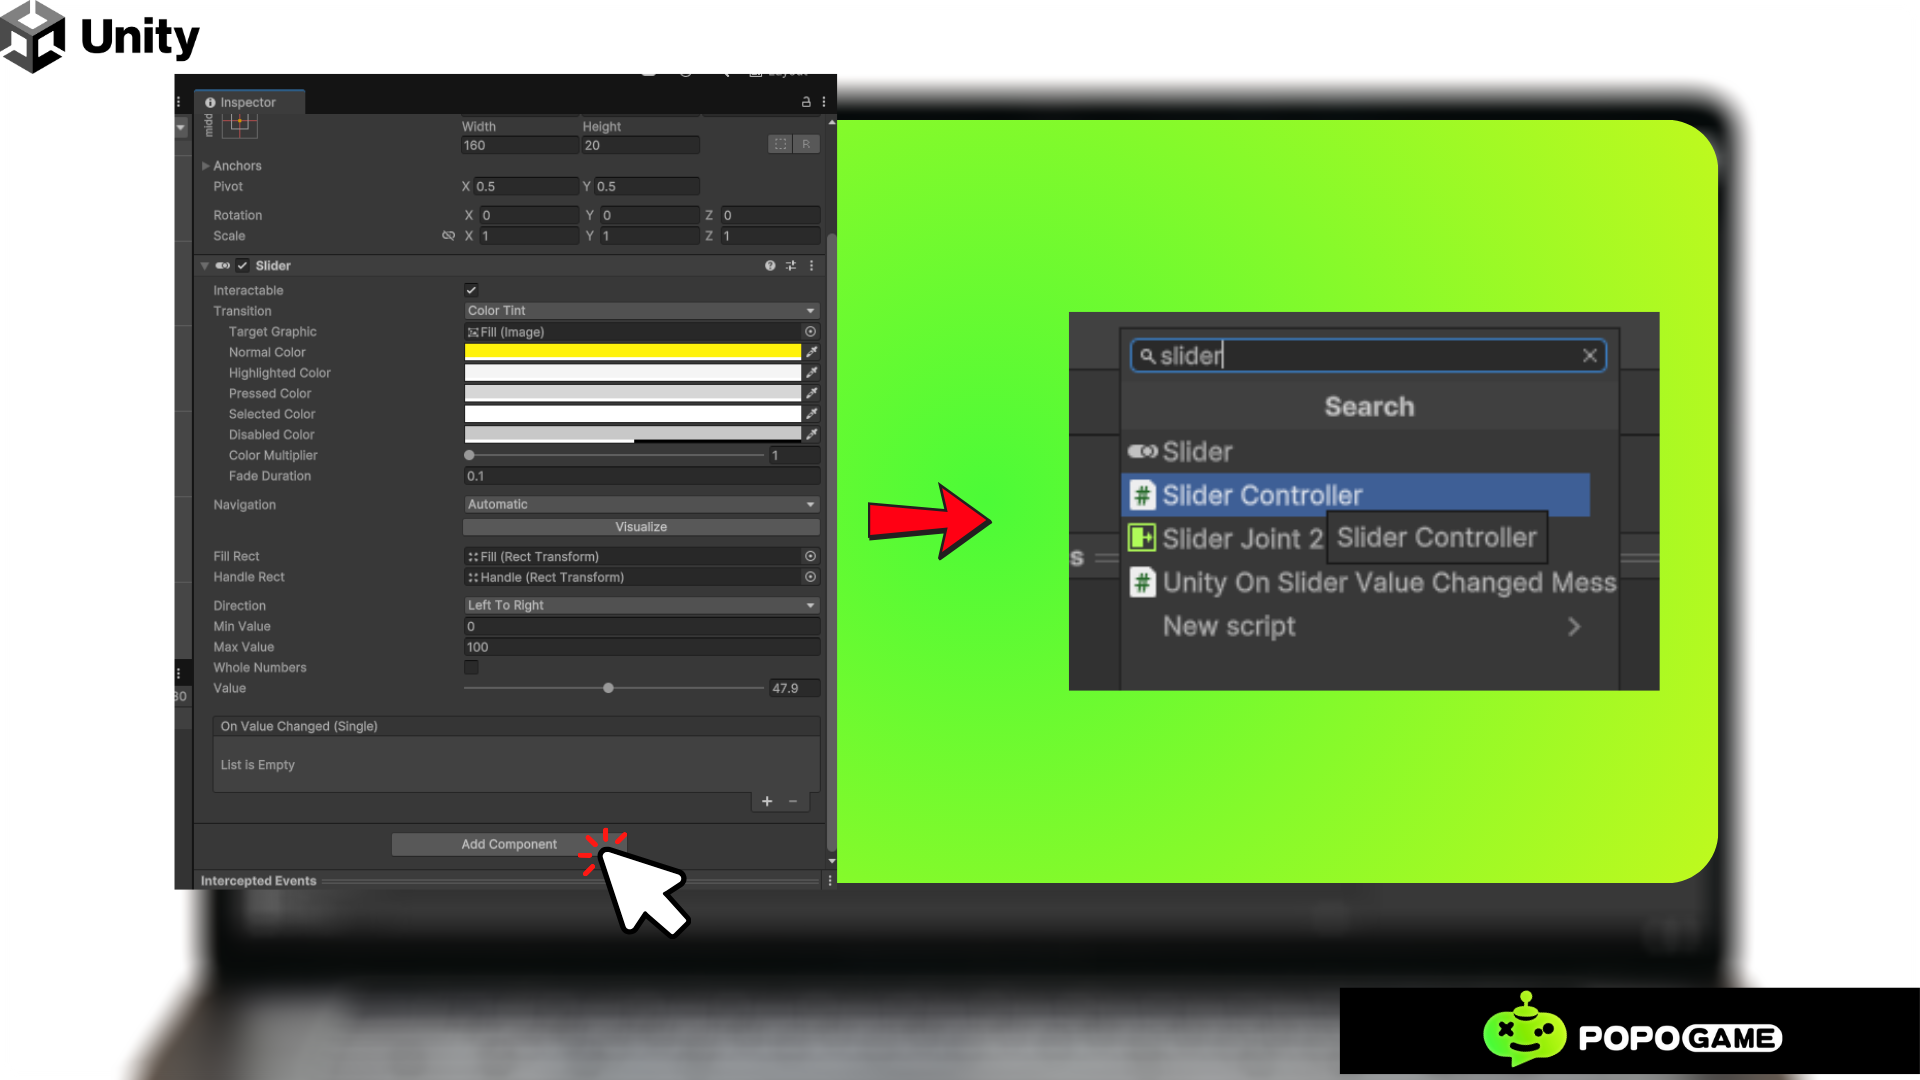 Unity
Inspector
midd
Width Height
160 20
R
Anchors
Pivot X 0.5 Y 0.5
Rotation X 0 Y 0 Z 0
Scale X 1 Y 1 Z 1
Slider
Interactable
Transition Color Tint
Target Graphic Fill (Image)
Normal Color
Highlighted Color
Pressed Color
Selected Color
Disabled Color
Color Multiplier 1
Fade Duration 0.1
Navigation Automatic
Visualize
Fill Rect Fill (Rect Transform)
Handle Rect Handle (Rect Transform)
Direction Left To Right
Min Value 0
Max Value 100
Whole Numbers
Value 47.9
On Value Changed (Single)
List is Empty
+ −
Add Component
Intercepted Events
slider
Search
Slider
# Slider Controller
Slider Joint 2
Slider Controller
s
# Unity On Slider Value Changed Mess
New script
POPOGAME